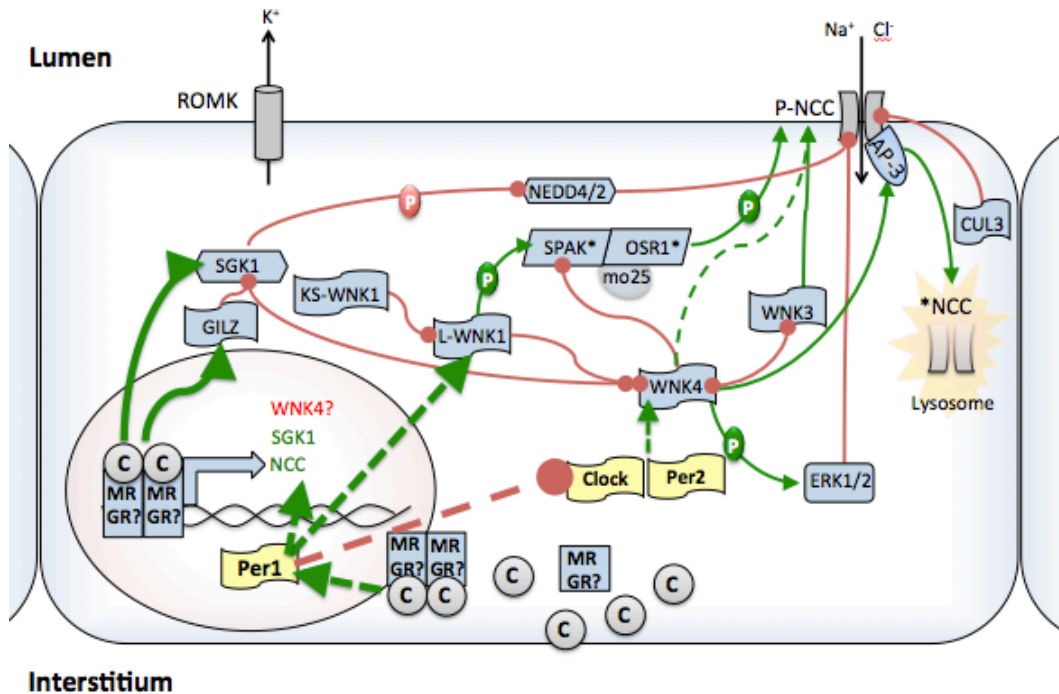 K⁺
Na⁺ Cl⁻
Lumen
ROMK
P-NCC
AP-3
NEDD4/2
P
CUL3
P
SPAK* OSR1*
SGK1
mo25
P
KS-WNK1
*NCC
GILZ
L-WNK1
WNK3
WNK4
Lysosome
WNK4?
SGK1
NCC
P
C C
Clock Per2
MR MR
GR? GR?
ERK1/2
Per1
MR MR
GR? GR?
MR
GR?
C C
C
C
C
C
Interstitium